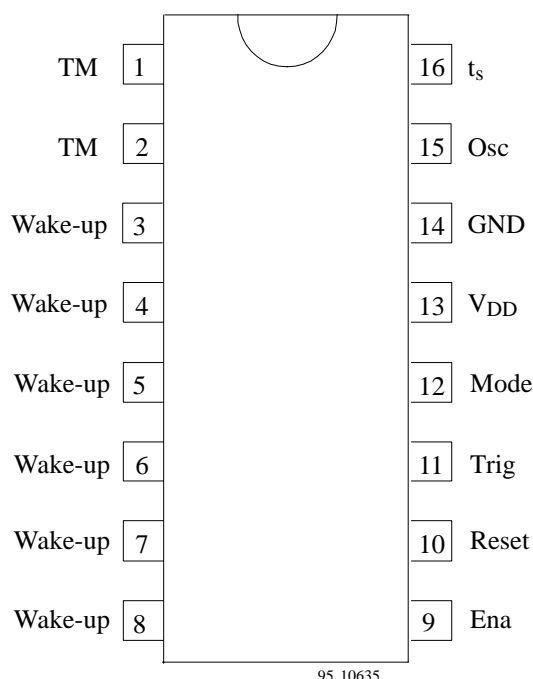 TM 1 16 ts
TM 2 15 Osc
Wake-up 3 14 GND
Wake-up 4 13 VDD
Wake-up 5 12 Mode
Wake-up 6 11 Trig
Wake-up 7 10 Reset
Wake-up 8 9 Ena
95 10635